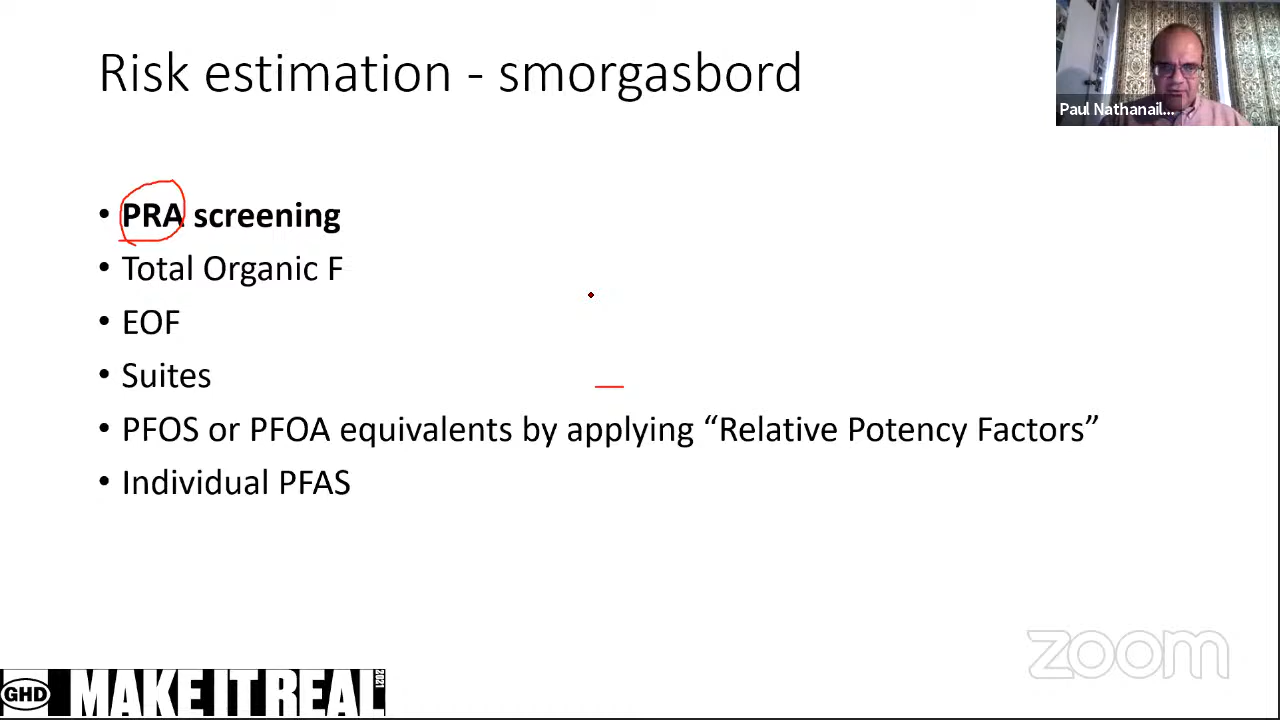 Risk estimation - smorgasbord
Paul Nathanail...
• PRA screening
• Total Organic F
• EOF
• Suites
• PFOS or PFOA equivalents by applying “Relative Potency Factors”
• Individual PFAS
zoom
GHD MAKE IT REAL 2021